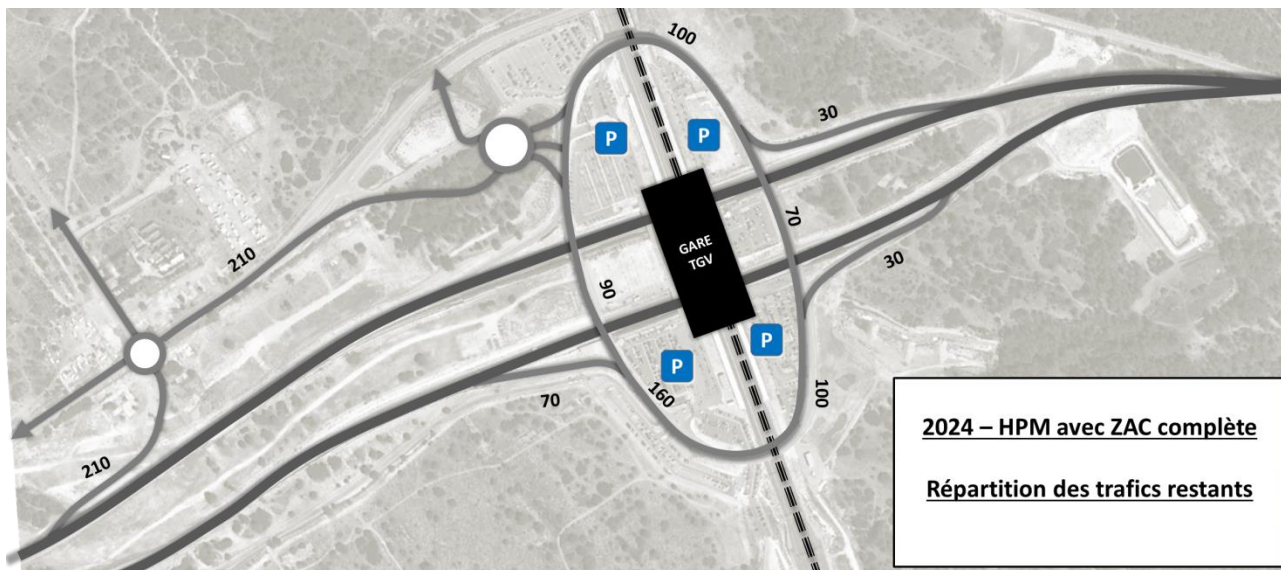 100
30
P
P
70
GARE
TGV
210
30
90
P
P
160
100
70
210
2024 – HPM avec ZAC complète
Répartition des trafics restants